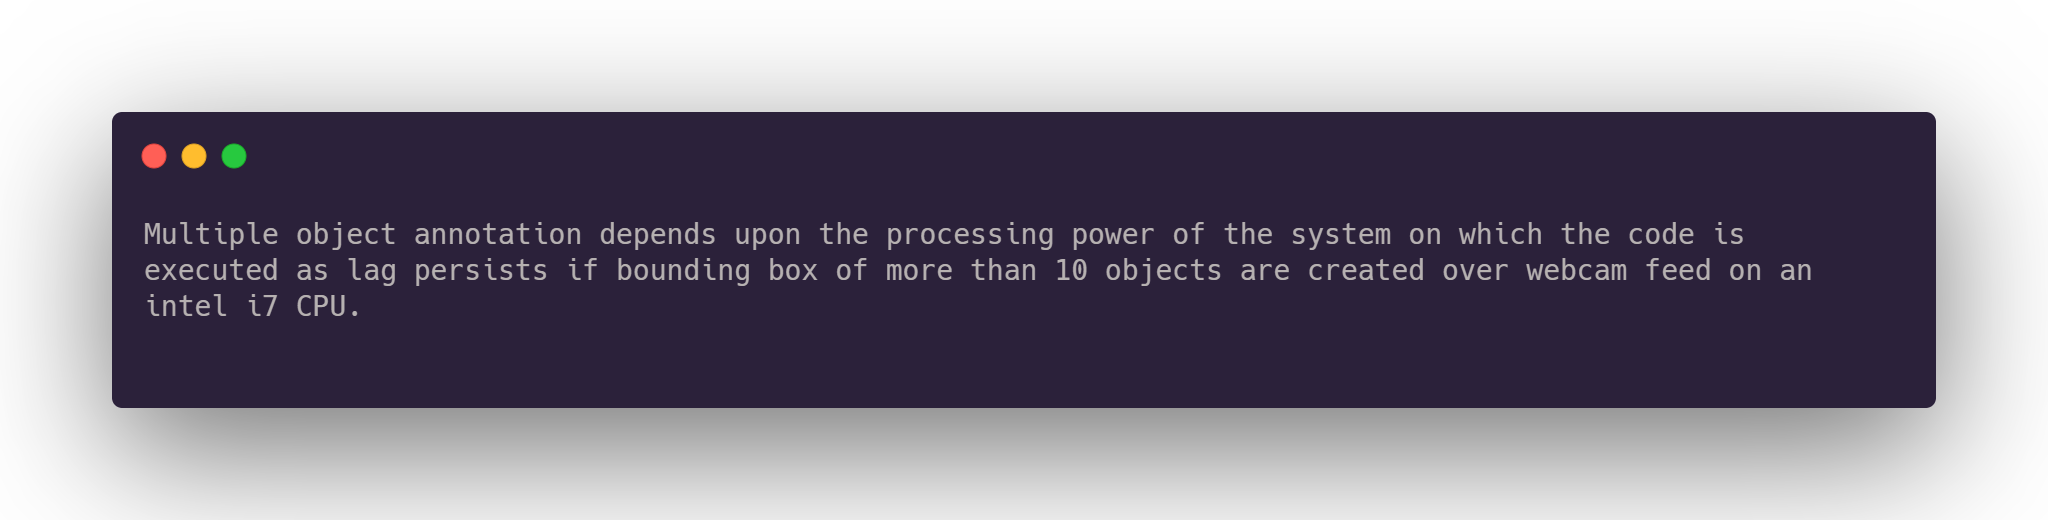 Multiple object annotation depends upon the processing power of the system on which the code is
executed as lag persists if bounding box of more than 10 objects are created over webcam feed on an
intel i7 CPU.